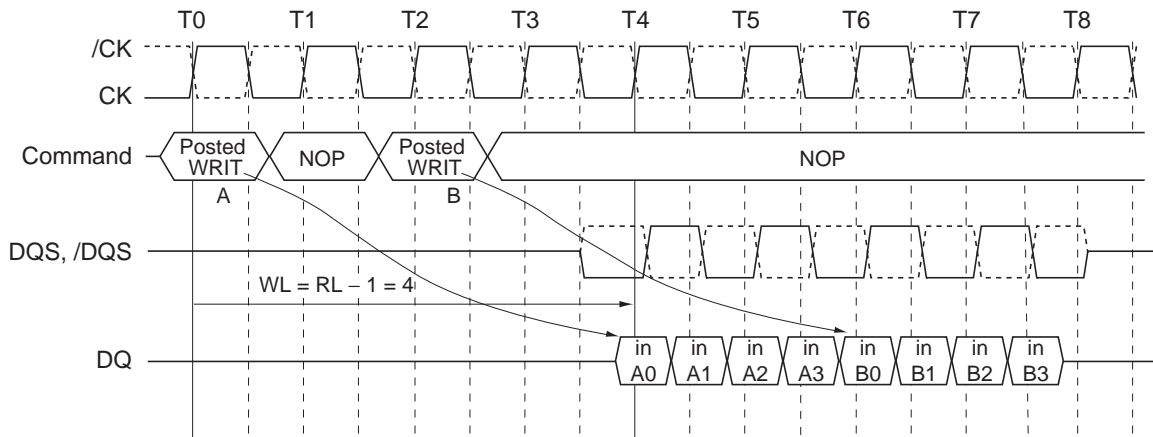 T0 T1 T2 T3 T4 T5 T6 T7 T8
/CK
CK
Command
Posted
WRIT
A
NOP
Posted
WRIT
B
NOP
DQS, /DQS
WL = RL − 1 = 4
DQ
in
A0
in
A1
in
A2
in
A3
in
B0
in
B1
in
B2
in
B3